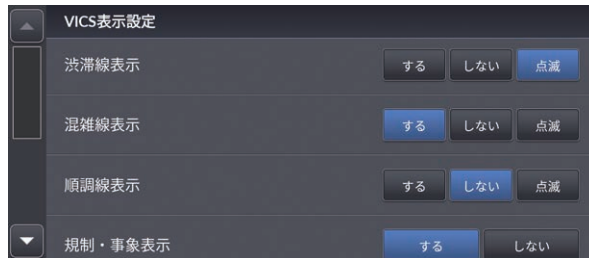 VICS表示設定
渋滞線表示 する しない 点滅
混雑線表示 する しない 点滅
順調線表示 する しない 点滅
規制・事象表示 する しない